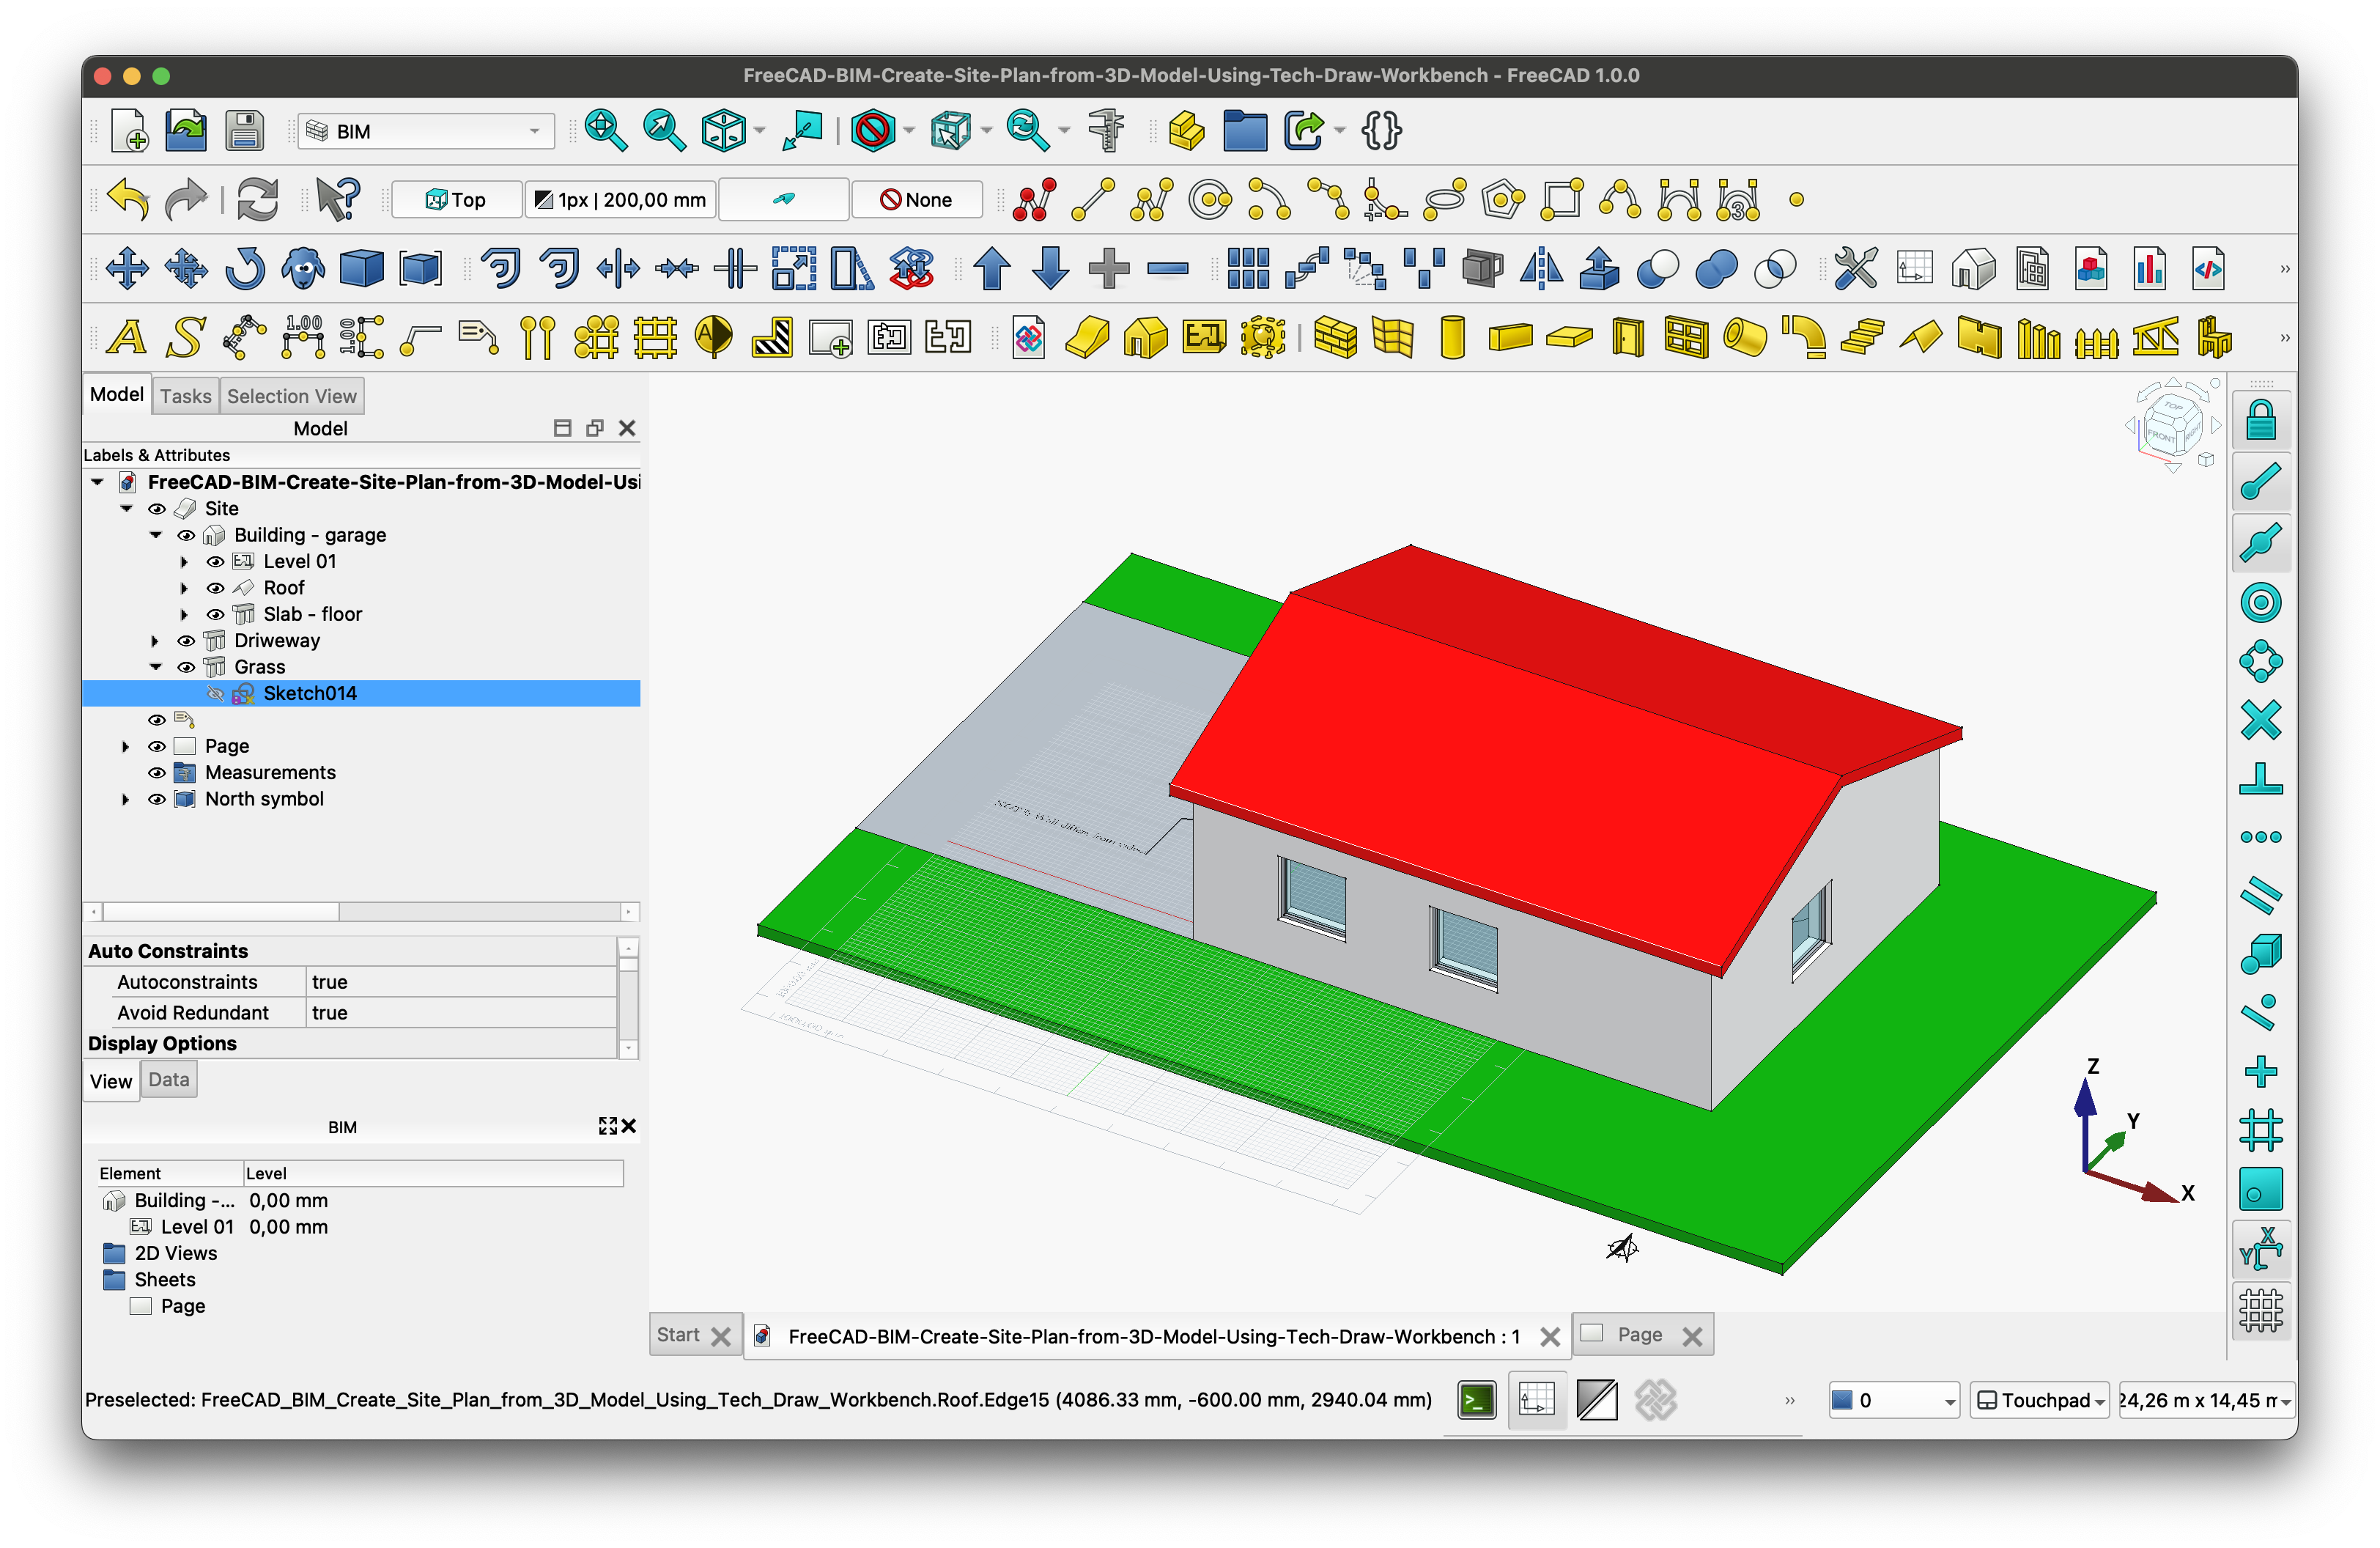 FreeCAD-BIM-Create-Site-Plan-from-3D-Model-Using-Tech-Draw-Workbench - FreeCAD 1.0.0
BIM
Top
1px | 200,00 mm
None
Model
Tasks
Selection View
Model
Labels & Attributes
FreeCAD-BIM-Create-Site-Plan-from-3D-Model-Usi
Site
Building - garage
Level 01
Roof
Slab - floor
Driweway
Grass
Sketch014
Page
Measurements
North symbol
Auto Constraints
Autoconstraints true
Avoid Redundant true
Display Options
View
Data
BIM
Element Level
Building -... 0,00 mm
Level 01 0,00 mm
2D Views
Sheets
Page
TOP
FRONT
RIGHT
Wall
from
Z
Y
X
Start
FreeCAD-BIM-Create-Site-Plan-from-3D-Model-Using-Tech-Draw-Workbench : 1
Page
Preselected: FreeCAD_BIM_Create_Site_Plan_from_3D_Model_Using_Tech_Draw_Workbench.Roof.Edge15 (4086.33 mm, -600.00 mm, 2940.04 mm)
0
Touchpad
24,26 m x 14,45 m